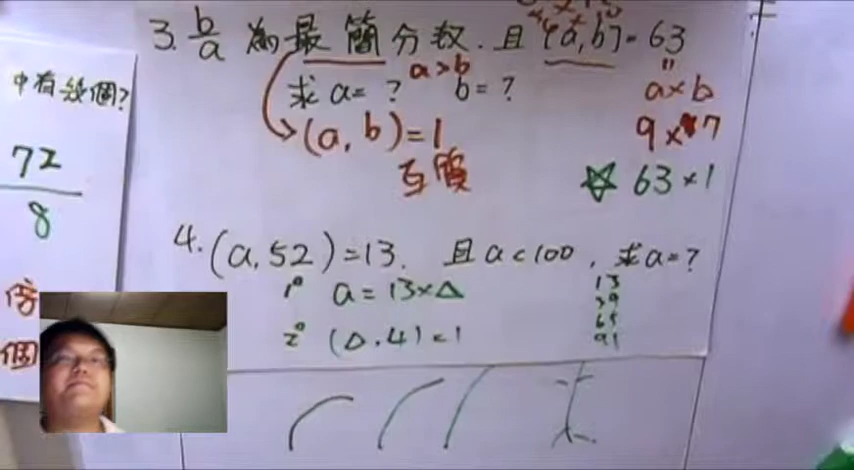 3. b/a 為最簡分數.且[a,b]=63
a>b
求 a=? b=?
"
a×b
(a,b)=1
互質
9×7
☆ 63×1
4. (a.52)=13. 且a<100,求a=?
1° a=13×△
2° (△.4)=1
13
39
65
91
中有幾個?
72
8
倍
個